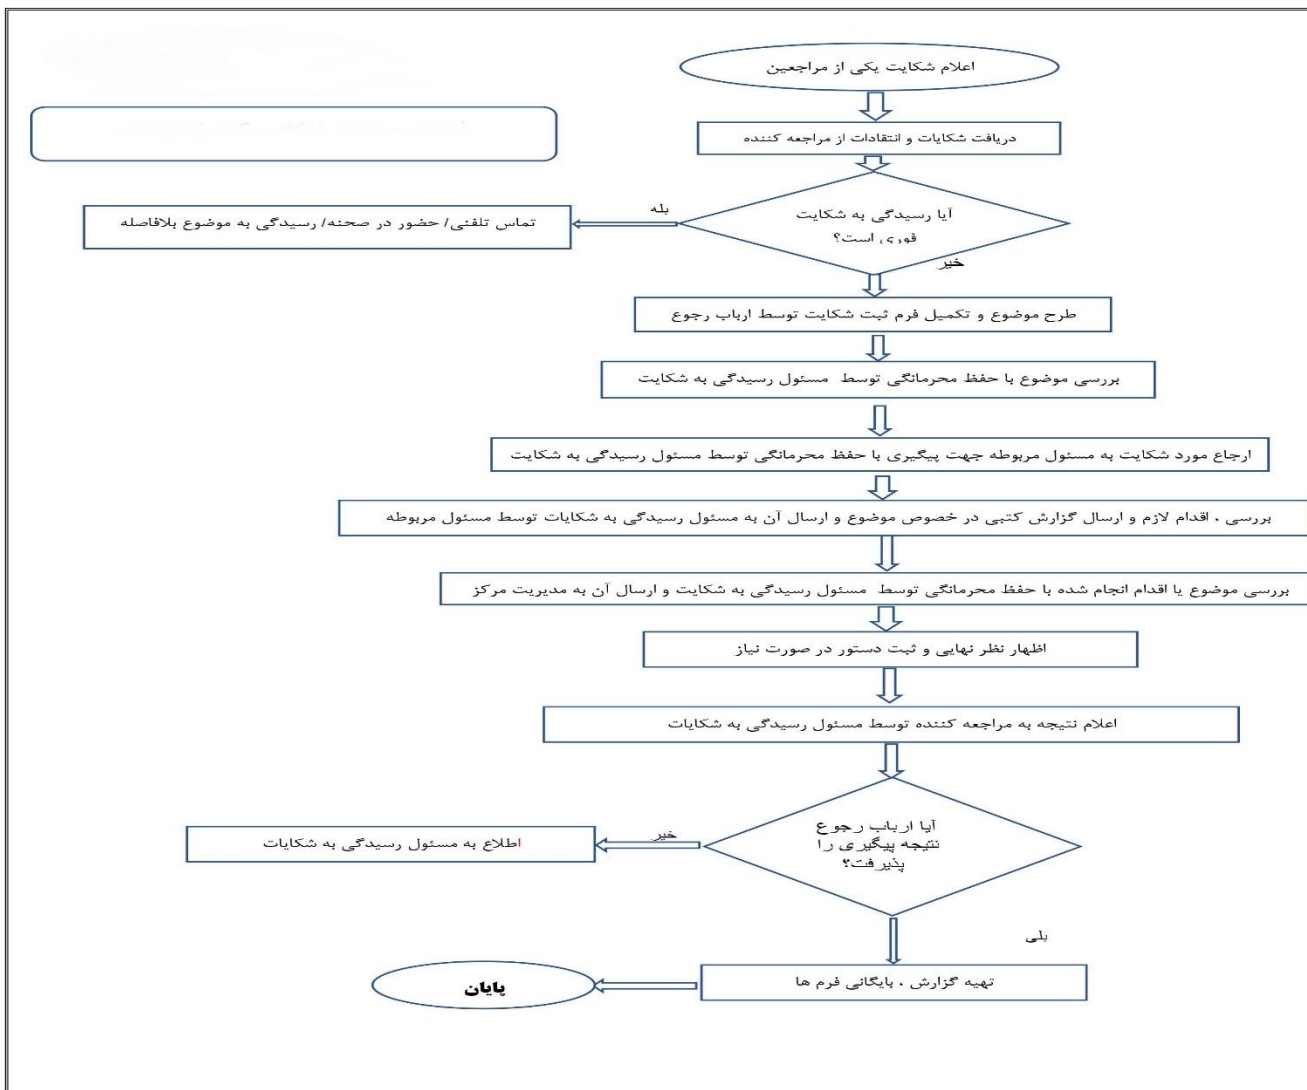 اعلام شکایت یکی از مراجعین
دریافت شکایات و انتقادات از مراجعه کننده
آیا رسیدگی به شکایت
فوری است؟
بله
تماس تلفنی/ حضور در صحنه/ رسیدگی به موضوع بلافاصله
خیر
طرح موضوع و تکمیل فرم ثبت شکایت توسط ارباب رجوع
بررسی موضوع با حفظ محرمانگی توسط مسئول رسیدگی به شکایت
ارجاع مورد شکایت به مسئول مربوطه جهت پیگیری با حفظ محرمانگی توسط مسئول رسیدگی به شکایت
بررسی ، اقدام لازم و ارسال گزارش کتبی در خصوص موضوع و ارسال آن به مسئول رسیدگی به شکایات توسط مسئول مربوطه
بررسی موضوع یا اقدام انجام شده با حفظ محرمانگی توسط مسئول رسیدگی به شکایت و ارسال آن به مدیریت مرکز
اظهار نظر نهایی و ثبت دستور در صورت نیاز
اعلام نتیجه به مراجعه کننده توسط مسئول رسیدگی به شکایات
آیا ارباب رجوع
نتیجه پیگیری را
پذیرفت؟
خیر
اطلاع به مسئول رسیدگی به شکایات
بلی
تهیه گزارش ، بایگانی فرم ها
پایان